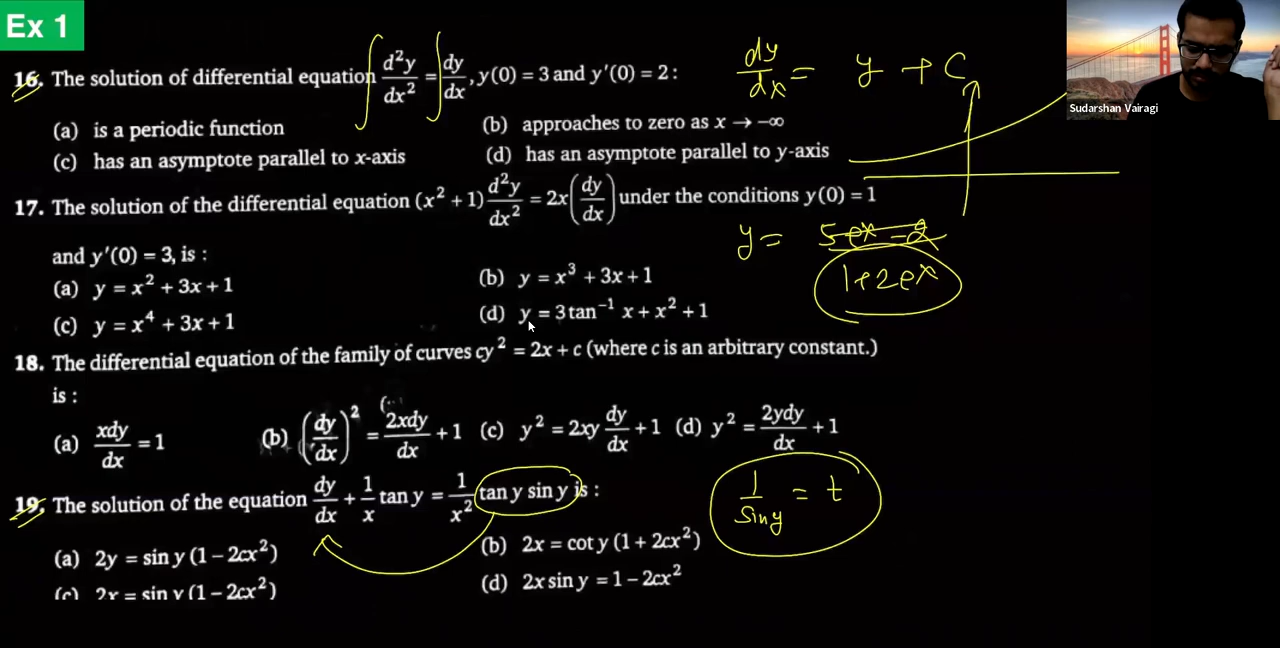 Ex 1
16. The solution of differential equation ∫ d²y/dx² = ∫ dy/dx, y(0) = 3 and y′(0) = 2 :
dy/dx = y + C
Sudarshan Vairagi
(a) is a periodic function (b) approaches to zero as x → −∞
(c) has an asymptote parallel to x-axis (d) has an asymptote parallel to y-axis
17. The solution of the differential equation (x² + 1) d²y/dx² = 2x(dy/dx) under the conditions y(0) = 1
and y′(0) = 3, is :
y = 5eˣ − 2
1 + 2eˣ
(a) y = x² + 3x + 1 (b) y = x³ + 3x + 1
(c) y = x⁴ + 3x + 1 (d) y = 3 tan⁻¹ x + x² + 1
18. The differential equation of the family of curves cy² = 2x + c (where c is an arbitrary constant.)
is :
(a) xdy/dx = 1 (b) (dy/dx)² = 2xdy/dx + 1 (c) y² = 2xy dy/dx + 1 (d) y² = 2ydy/dx + 1
19. The solution of the equation dy/dx + 1/x tan y = 1/x² tan y sin y is :
1/sin y = t
(a) 2y = sin y (1 − 2cx²) (b) 2x = cot y (1 + 2cx²)
(c) 2x = sin y (1 − 2cx²) (d) 2x sin y = 1 − 2cx²